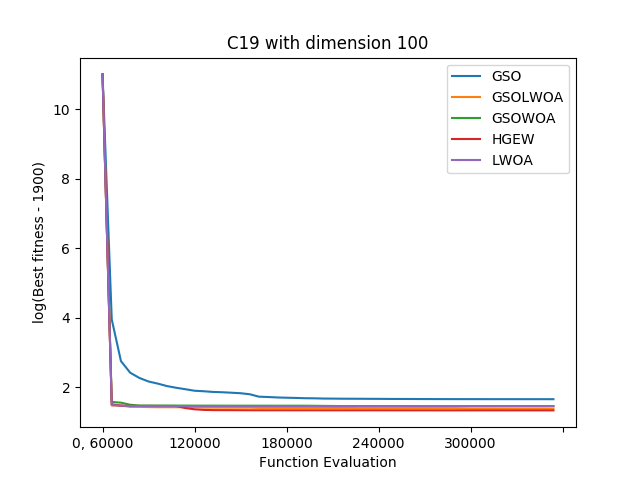 C19 with dimension 100
log(Best fitness - 1900)
10
8
6
4
2
GSO
GSOLWOA
GSOWOA
HGEW
LWOA
0, 60000 120000 180000 240000 300000
Function Evaluation